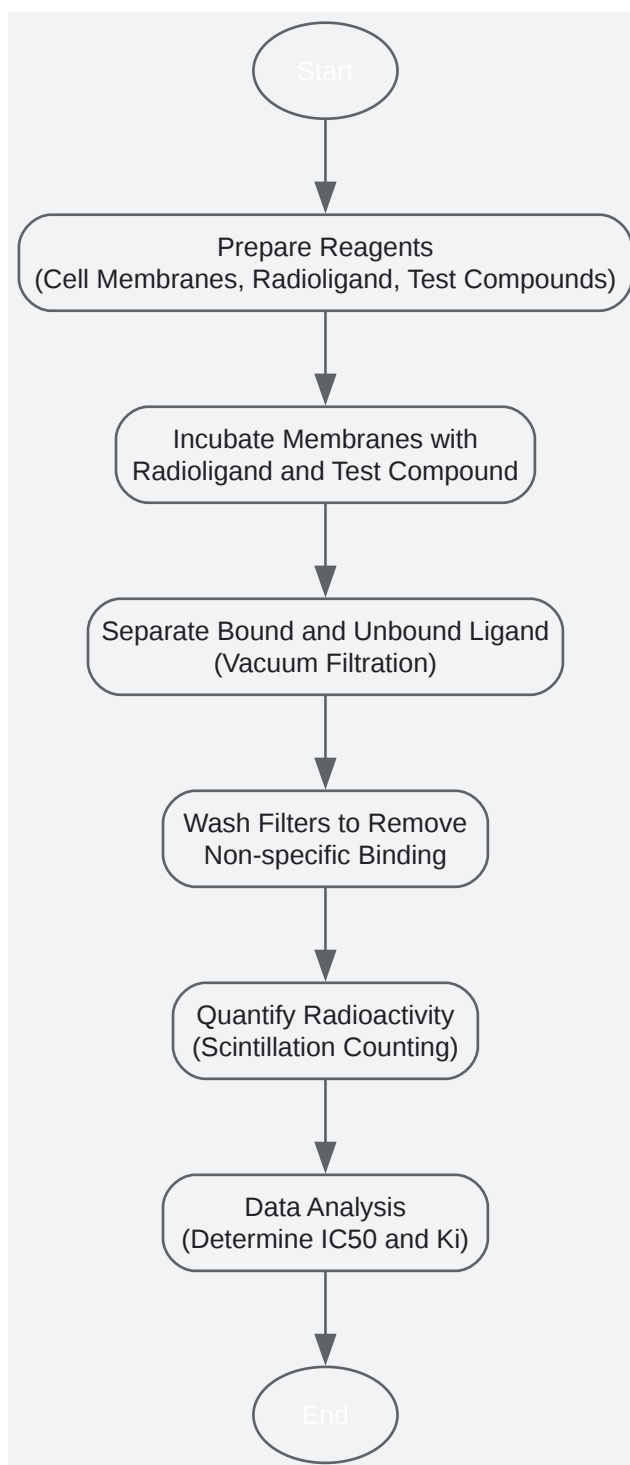 Start
Prepare Reagents
(Cell Membranes, Radioligand, Test Compounds)
Incubate Membranes with
Radioligand and Test Compound
Separate Bound and Unbound Ligand
(Vacuum Filtration)
Wash Filters to Remove
Non-specific Binding
Quantify Radioactivity
(Scintillation Counting)
Data Analysis
(Determine IC50 and Ki)
End